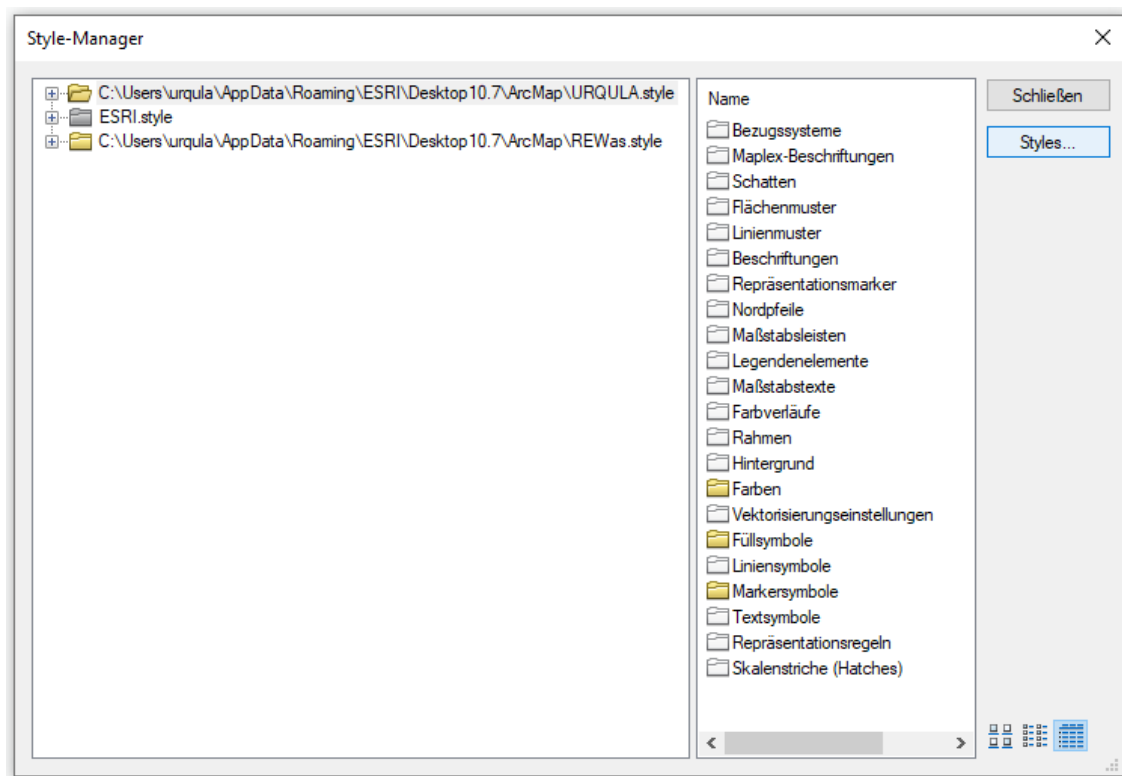 Style-Manager
C:\Users\urqula\AppData\Roaming\ESRI\Desktop10.7\ArcMap\URQULA.style
ESRI.style
C:\Users\urqula\AppData\Roaming\ESRI\Desktop10.7\ArcMap\REWas.style
Name
Bezugssysteme
Maplex-Beschriftungen
Schatten
Flächenmuster
Linienmuster
Beschriftungen
Repräsentationsmarker
Nordpfeile
Maßstabsleisten
Legendenelemente
Maßstabstexte
Farbverläufe
Rahmen
Hintergrund
Farben
Vektorisierungseinstellungen
Füllsymbole
Liniensymbole
Markersymbole
Textsymbole
Repräsentationsregeln
Skalenstriche (Hatches)
Schließen
Styles...